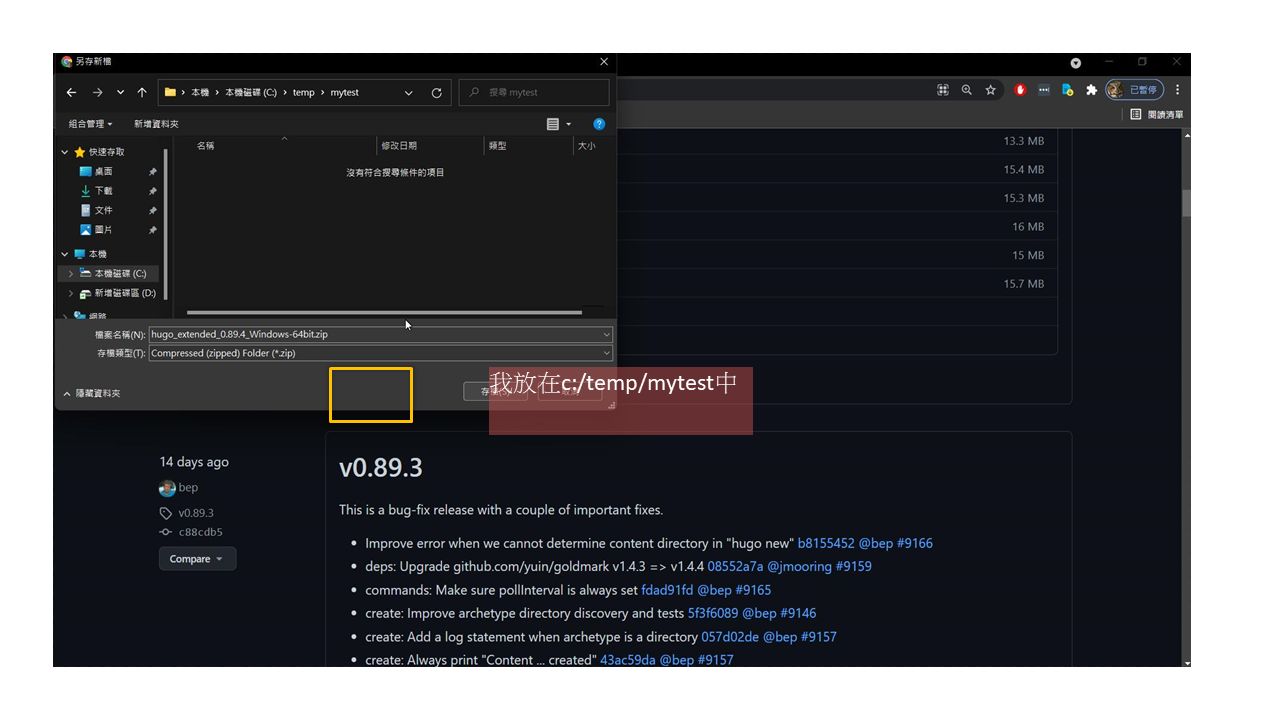 另存新檔
本機 › 本機磁碟 (C:) › temp › mytest
搜尋 mytest
已暫停
組合管理
新增資料夾
閱讀清單
名稱
修改日期
類型
大小
沒有符合搜尋條件的項目
快速存取
桌面
下載
文件
圖片
本機
本機磁碟 (C:)
新增磁碟區 (D:)
網路
13.3 MB
15.4 MB
15.3 MB
16 MB
15 MB
15.7 MB
檔案名稱(N): hugo_extended_0.89.4_Windows-64bit.zip
存檔類型(T): Compressed (zipped) Folder (*.zip)
隱藏資料夾
我放在c:/temp/mytest中
14 days ago
bep
v0.89.3
c88cdb5
Compare
v0.89.3
This is a bug-fix release with a couple of important fixes.
• Improve error when we cannot determine content directory in "hugo new" b8155452 @bep #9166
• deps: Upgrade github.com/yuin/goldmark v1.4.3 => v1.4.4 08552a7a @jmooring #9159
• commands: Make sure pollInterval is always set fdad91fd @bep #9165
• create: Improve archetype directory discovery and tests 5f3f6089 @bep #9146
• create: Add a log statement when archetype is a directory 057d02de @bep #9157
• create: Always print "Content ... created" 43ac59da @bep #9157